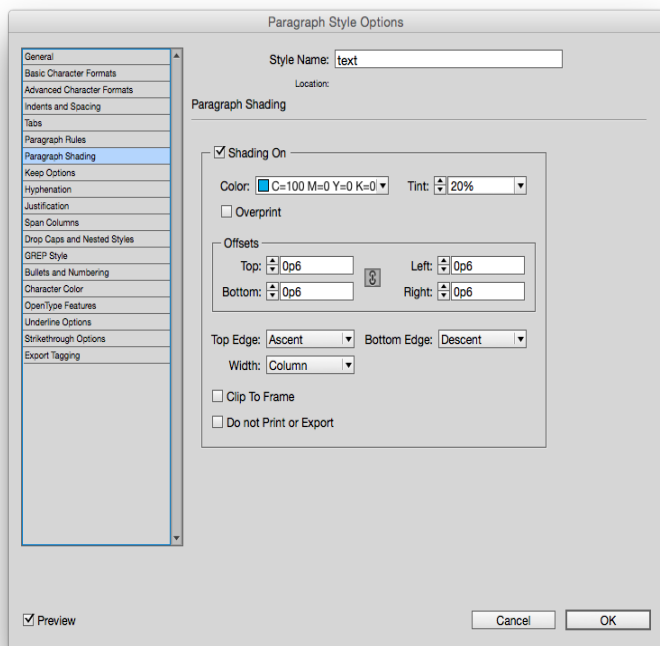 Paragraph Style Options
General
Basic Character Formats
Advanced Character Formats
Indents and Spacing
Tabs
Paragraph Rules
Paragraph Shading
Keep Options
Hyphenation
Justification
Span Columns
Drop Caps and Nested Styles
GREP Style
Bullets and Numbering
Character Color
OpenType Features
Underline Options
Strikethrough Options
Export Tagging
Style Name: text
Location:
Paragraph Shading
Shading On
Color: C=100 M=0 Y=0 K=0 Tint: 20%
Overprint
Offsets
Top: 0p6 Left: 0p6
Bottom: 0p6 Right: 0p6
Top Edge: Ascent Bottom Edge: Descent
Width: Column
Clip To Frame
Do not Print or Export
Preview Cancel OK